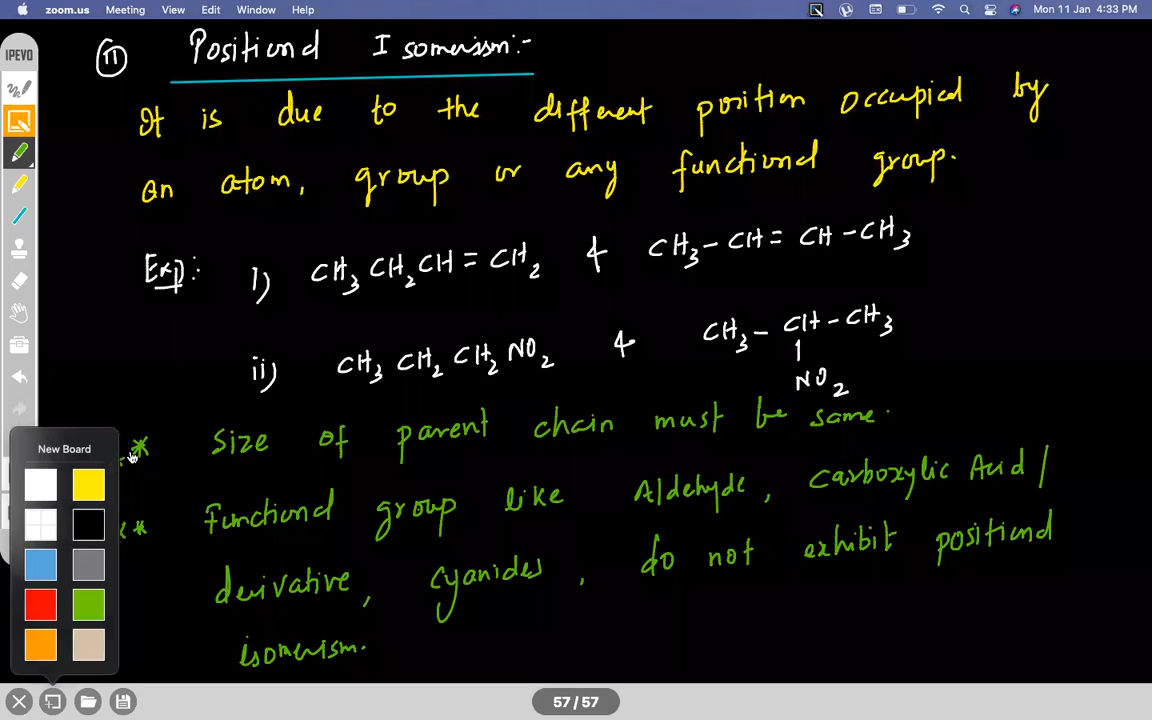 zoom.us Meeting View Edit Window Help Mon 11 Jan 4:33 PM
IPEVO
(11) Positional Isomerism:-
It is due to the different position occupied by
an atom, group or any functional group.
Exp:- i) CH3CH2CH=CH2 & CH3-CH=CH-CH3
ii) CH3CH2CH2NO2 & CH3-CH-CH3
NO2
* Size of parent chain must be same.
New Board
** functional group like Aldehyde, Carboxylic Acid/
derivative, cyanides, do not exhibit positional
isomerism.
57/57